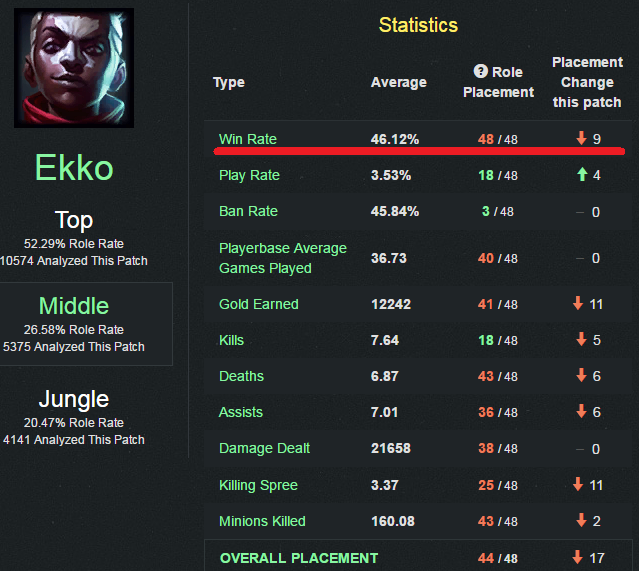 Ekko
Top
52.29% Role Rate
10574 Analyzed This Patch
Middle
26.58% Role Rate
5375 Analyzed This Patch
Jungle
20.47% Role Rate
4141 Analyzed This Patch
Statistics
Type Average ? Role Placement Placement Change this patch
Win Rate 46.12% 48 / 48 9
Play Rate 3.53% 18 / 48 4
Ban Rate 45.84% 3 / 48 – 0
Playerbase Average
Games Played 36.73 40 / 48 – 0
Gold Earned 12242 41 / 48 11
Kills 7.64 18 / 48 5
Deaths 6.87 43 / 48 6
Assists 7.01 36 / 48 6
Damage Dealt 21658 38 / 48 – 0
Killing Spree 3.37 25 / 48 11
Minions Killed 160.08 43 / 48 2
OVERALL PLACEMENT 44 / 48 17